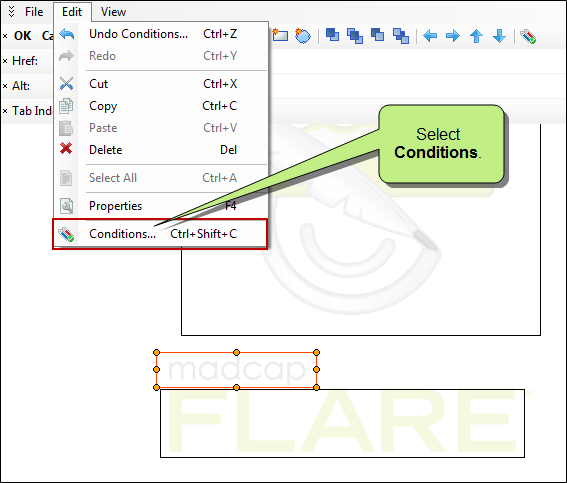 File Edit View
OK Ca
Undo Conditions... Ctrl+Z
Redo Ctrl+Y
Href:
Cut Ctrl+X
Alt:
Copy Ctrl+C
Tab Inde
Paste Ctrl+V
Delete Del
Select All Ctrl+A
Properties F4
Conditions... Ctrl+Shift+C
Select
Conditions.
madcap
FLARE